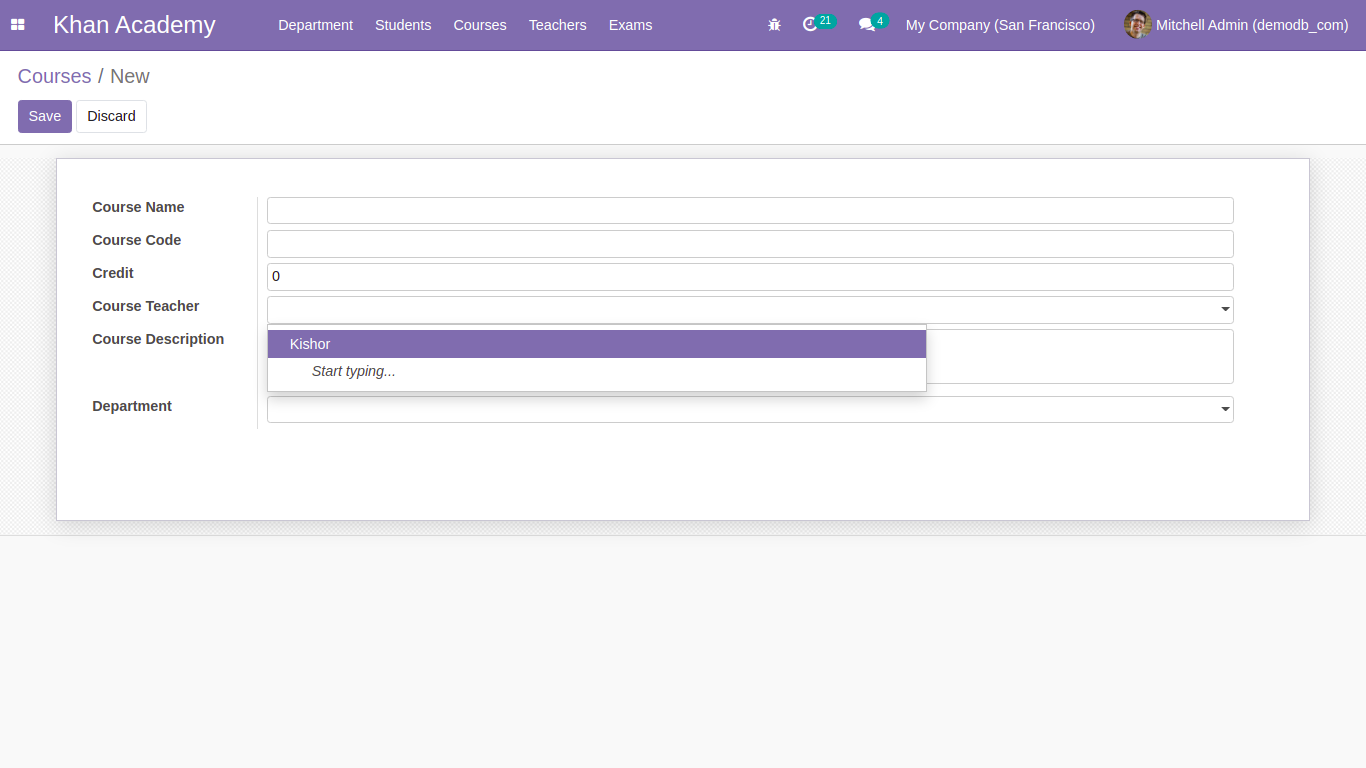 Khan Academy Department Students Courses Teachers Exams 21 4 My Company (San Francisco) Mitchell Admin (demodb_com)
Courses / New
Save Discard
Course Name
Course Code
Credit 0
Course Teacher
Course Description
Kishor
Start typing...
Department